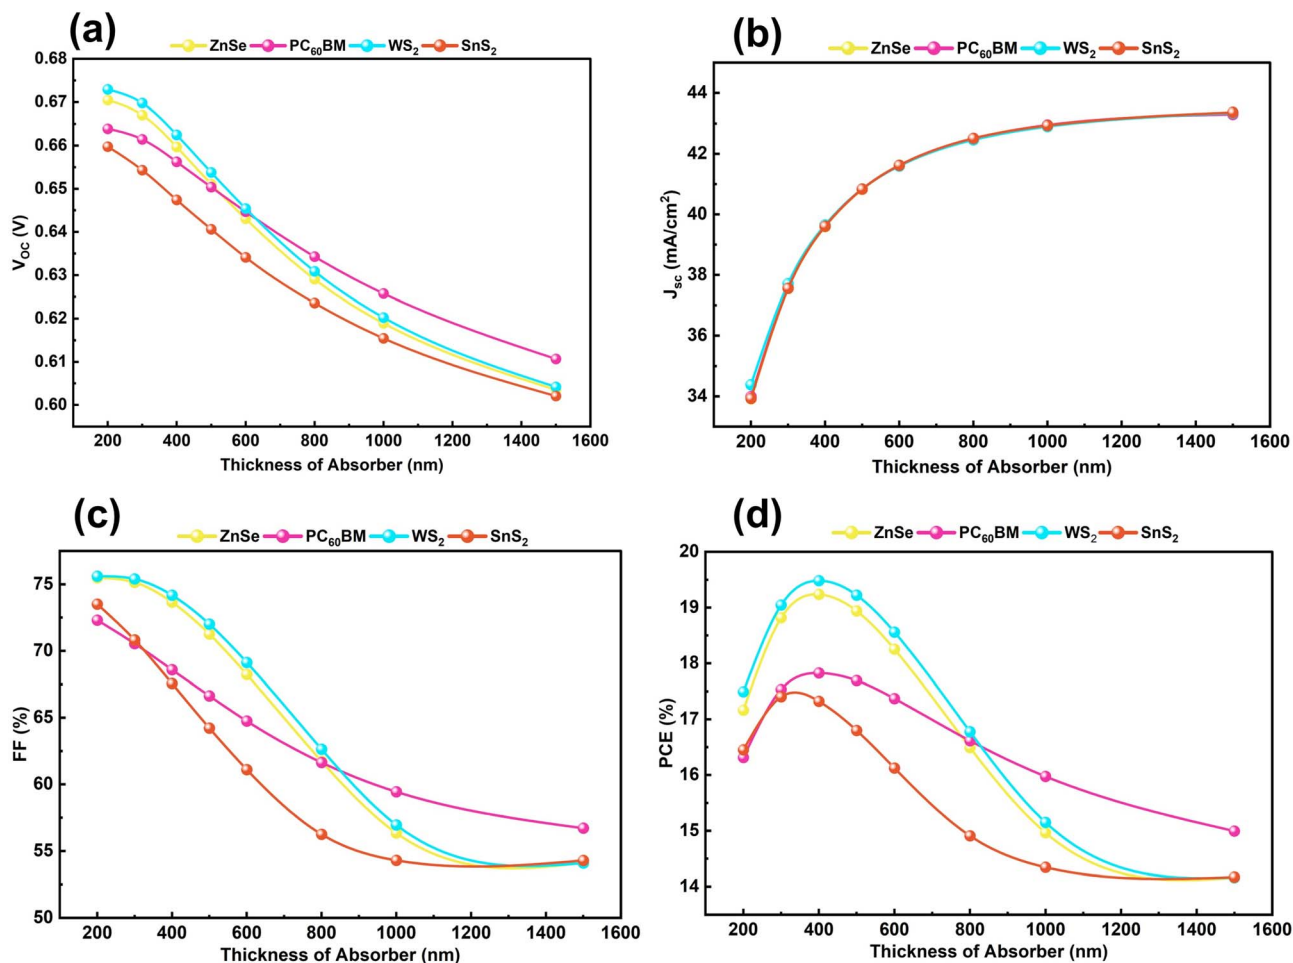 (a)
ZnSe PC60BM WS2 SnS2
0.68
0.67
0.66
0.65
0.64
0.63
0.62
0.61
0.60
VOC (V)
200 400 600 800 1000 1200 1400 1600
Thickness of Absorber (nm)
(b)
ZnSe PC60BM WS2 SnS2
44
42
40
38
36
34
Jsc (mA/cm2)
200 400 600 800 1000 1200 1400 1600
Thickness of Absorber (nm)
(c)
ZnSe PC60BM WS2 SnS2
75
70
65
60
55
50
FF (%)
200 400 600 800 1000 1200 1400 1600
Thickness of Absorber (nm)
(d)
ZnSe PC60BM WS2 SnS2
20
19
18
17
16
15
14
PCE (%)
200 400 600 800 1000 1200 1400 1600
Thickness of Absorber (nm)